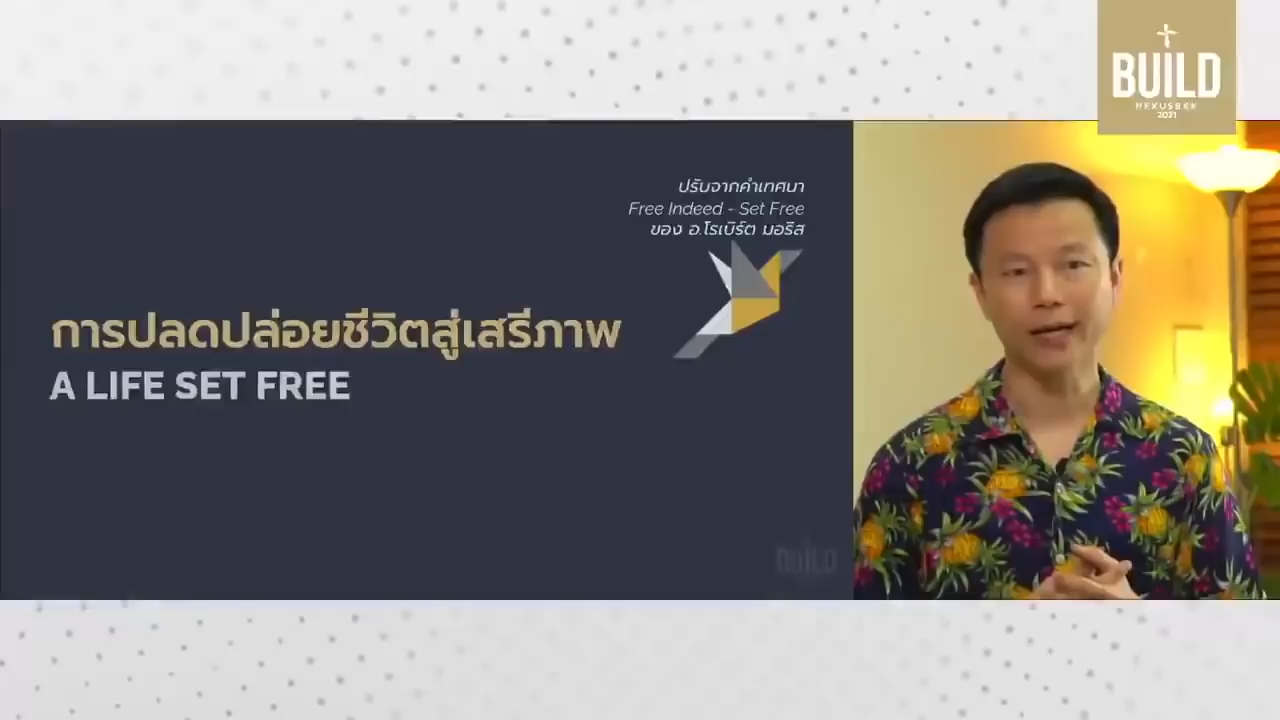 BUILD
NEXUSBKK
2021
ปรับจากคำเทศนา
Free Indeed - Set Free
ของ อ.โรเบิร์ต มอริส
การปลดปล่อยชีวิตสู่เสรีภาพ
A LIFE SET FREE
BUILD